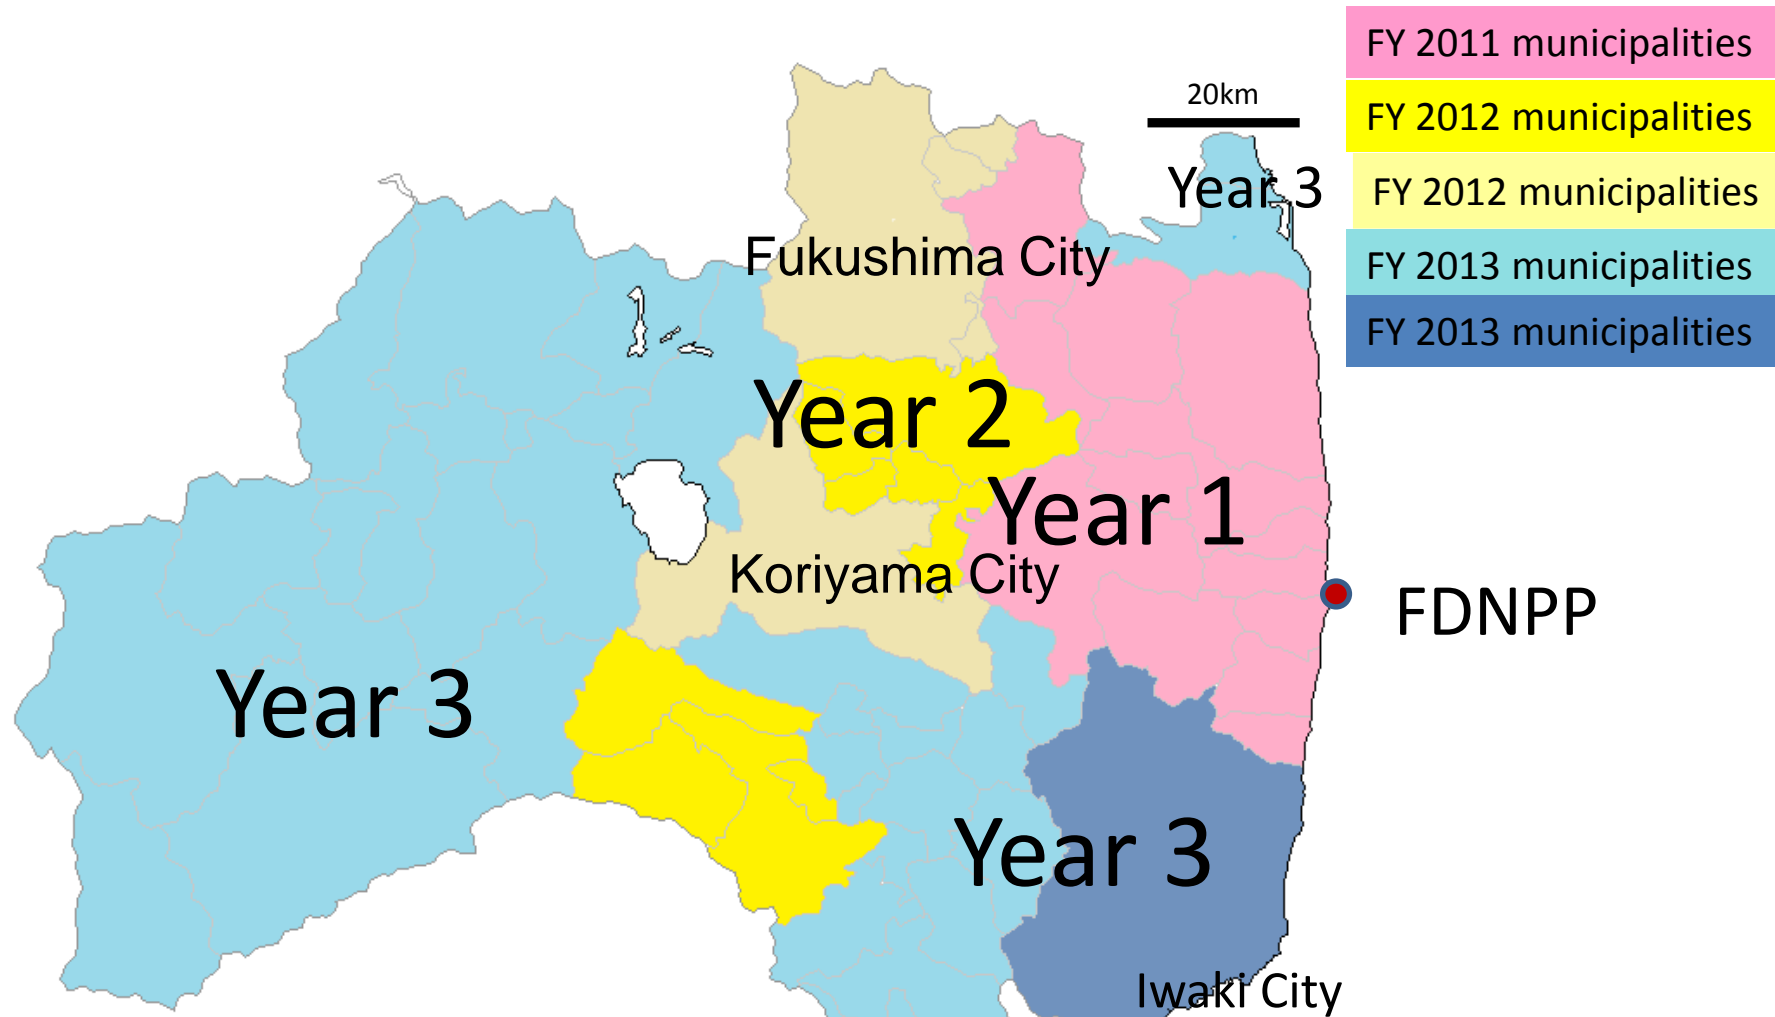 FY 2011 municipalities
20km
FY 2012 municipalities
Year 3
FY 2012 municipalities
Fukushima City
FY 2013 municipalities
FY 2013 municipalities
Year 2
Year 1
Koriyama City
FDNPP
Year 3
Year 3
Iwaki City